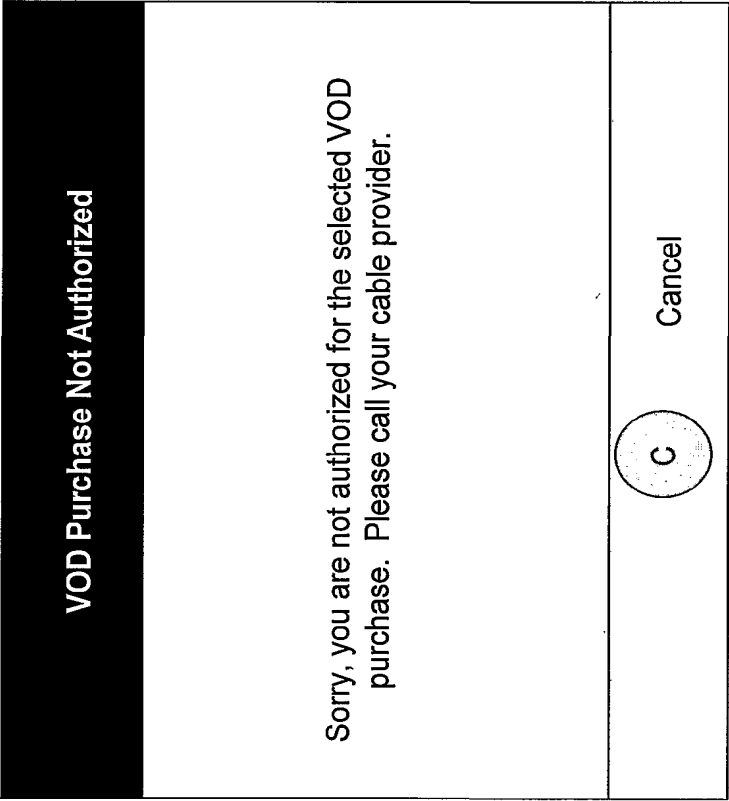 VOD Purchase Not Authorized
Sorry, you are not authorized for the selected VOD
purchase. Please call your cable provider.
C Cancel